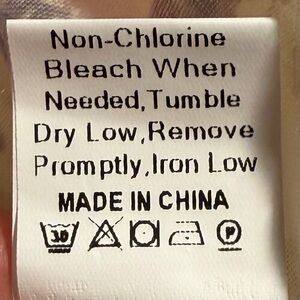 Non-Chlorine
Bleach When
Needed,Tumble
Dry Low,Remove
Promptly,Iron Low
MADE IN CHINA
30 P